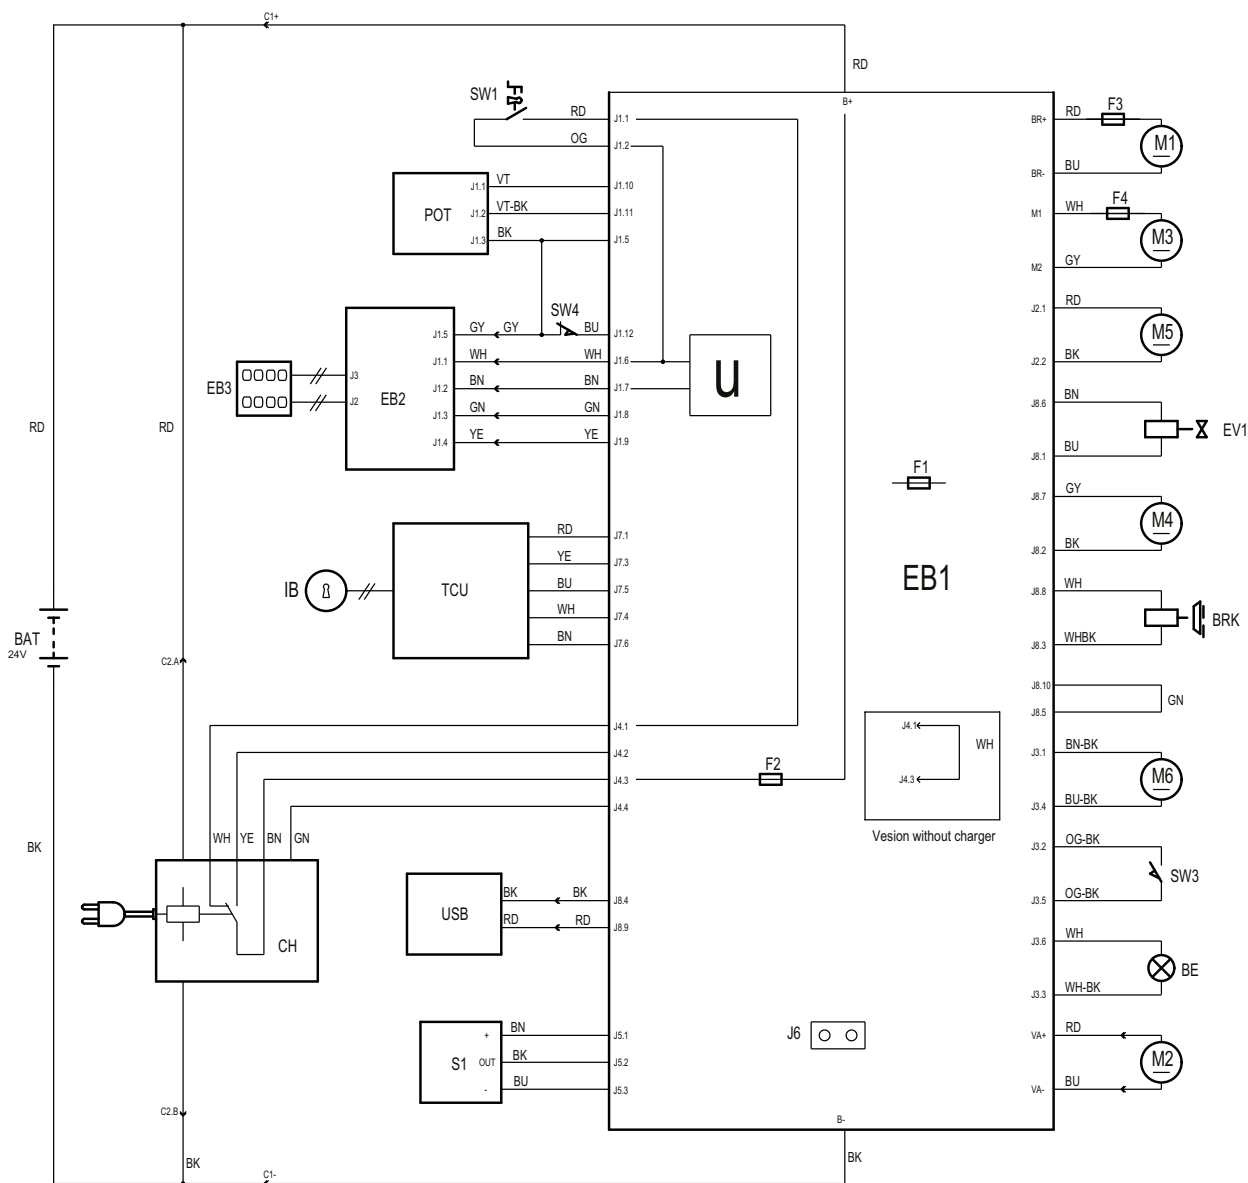 C1+
RD
B+
SW1
RD
J1.1
OG
J1.2
BR+
RD
F3
M1
BR-
BU
POT
J1.1
VT
J1.10
J1.2
VT-BK
J1.11
J1.3
BK
J1.5
M1
WH
F4
M3
M2
GY
EB3
EB2
J3
J2
SW4
J1.5
GY
GY
BU
J1.12
J1.1
WH
WH
J1.6
J1.2
BN
BN
J1.7
J1.3
GN
GN
J1.8
J1.4
YE
YE
J1.9
u
J2.1
RD
M5
J2.2
BK
J8.6
BN
EV1
J8.1
BU
RD
RD
F1
EB1
J8.7
GY
M4
J8.2
BK
IB
TCU
RD
J7.1
YE
J7.3
BU
J7.5
WH
J7.4
BN
J7.6
J8.8
WH
BRK
J8.3
WHBK
BAT
24V
C2.A
J8.10
GN
J8.5
J4.1
J4.2
J4.3
J4.4
F2
J4.1
WH
J4.3
Vesion without charger
J3.1
BN-BK
M6
J3.4
BU-BK
BK
WH
YE
BN
GN
CH
J3.2
OG-BK
SW3
J3.5
OG-BK
USB
BK
BK
J8.4
RD
RD
J8.9
J3.6
WH
BE
J3.3
WH-BK
S1
+
BN
J5.1
OUT
BK
J5.2
-
BU
J5.3
J6
VA+
RD
M2
VA-
BU
C2.B
B-
BK
BK
C1-